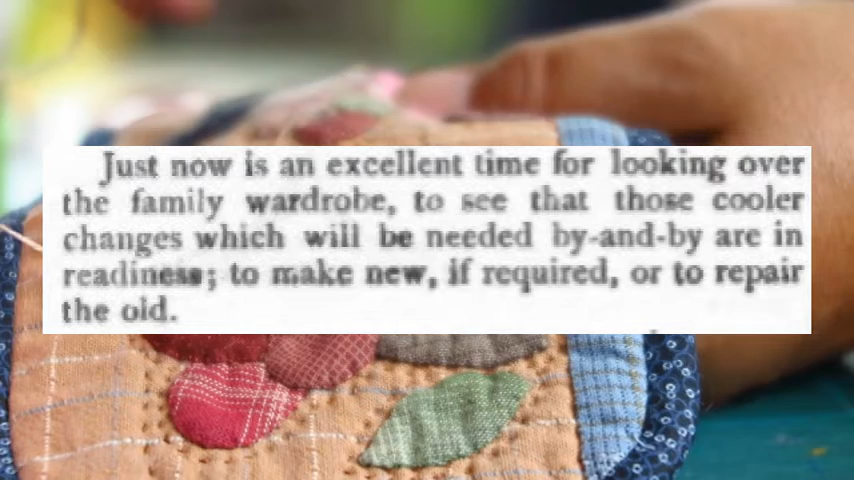 Just now is an excellent time for looking over
the family wardrobe, to see that those cooler
changes which will be needed by-and-by are in
readiness; to make new, if required, or to repair
the old.